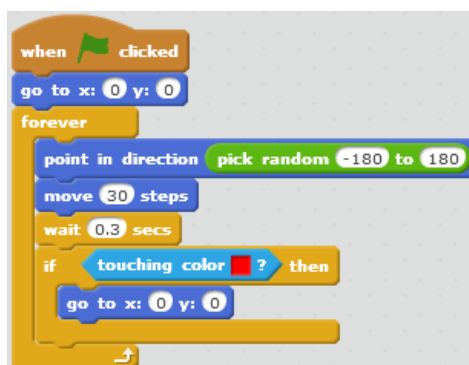 when clicked
go to x: 0 y: 0
forever
point in direction pick random -180 to 180
move 30 steps
wait 0.3 secs
if touching color ? then
go to x: 0 y: 0